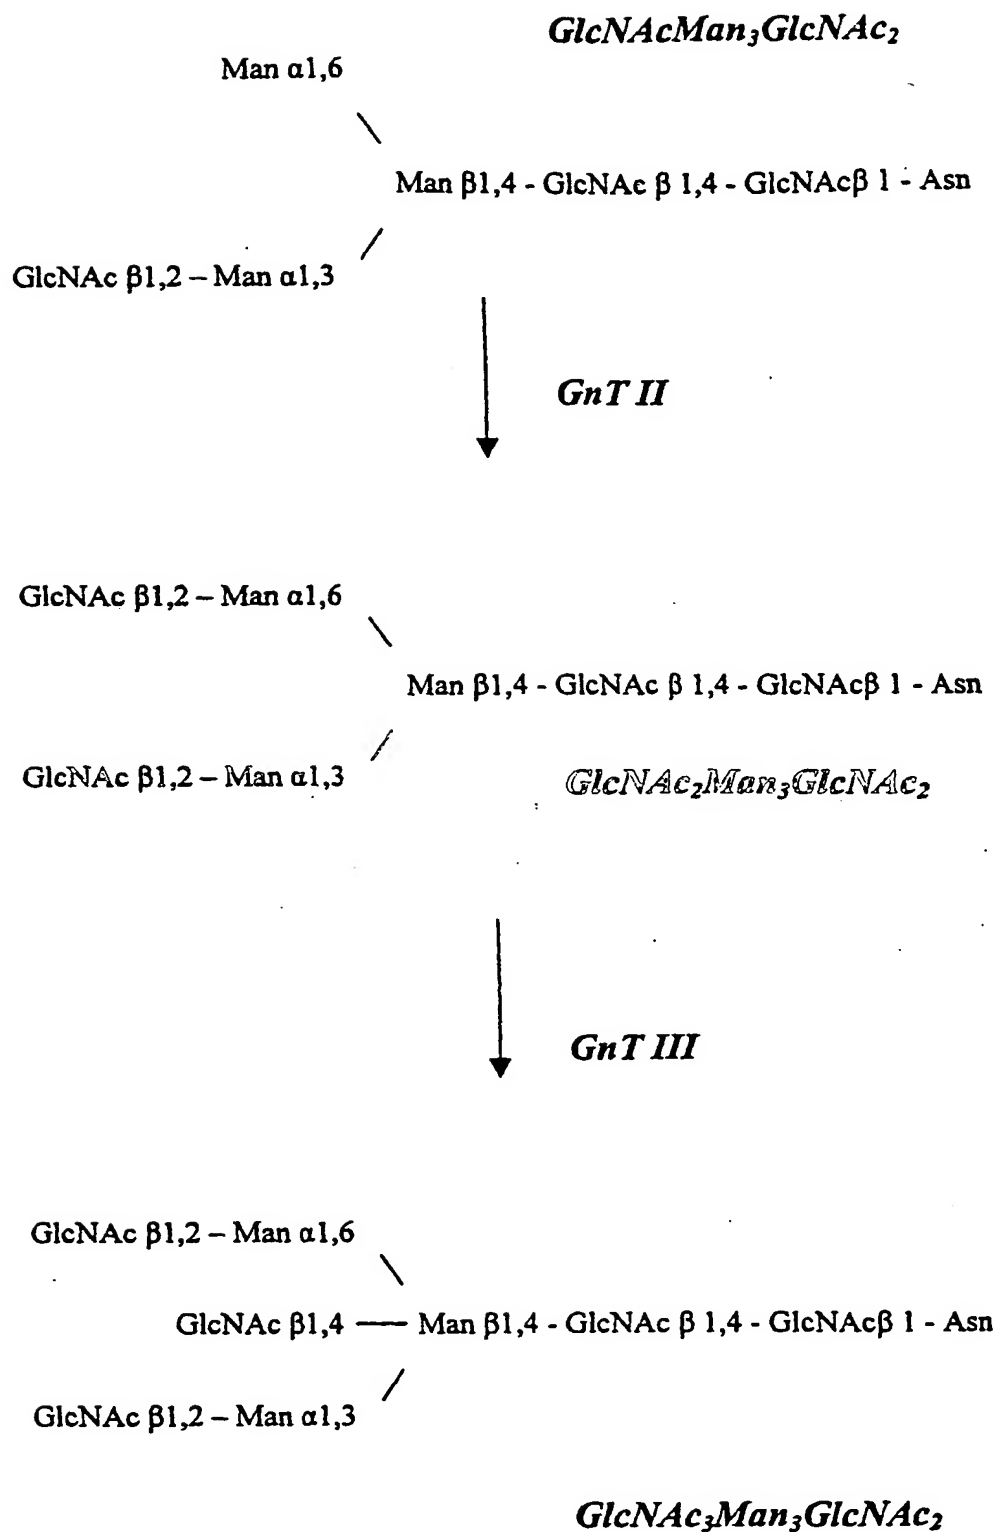 GlcNAcMan₃GlcNAc₂
Man α1,6
Man β1,4 - GlcNAc β 1,4 - GlcNAcβ 1 - Asn
GlcNAc β1,2 – Man α1,3
GnT II
GlcNAc β1,2 – Man α1,6
Man β1,4 - GlcNAc β 1,4 - GlcNAcβ 1 - Asn
GlcNAc β1,2 – Man α1,3
GlcNAc₂Man₃GlcNAc₂
GnT III
GlcNAc β1,2 – Man α1,6
GlcNAc β1,4 — Man β1,4 - GlcNAc β 1,4 - GlcNAcβ 1 - Asn
GlcNAc β1,2 – Man α1,3
GlcNAc₃Man₃GlcNAc₂